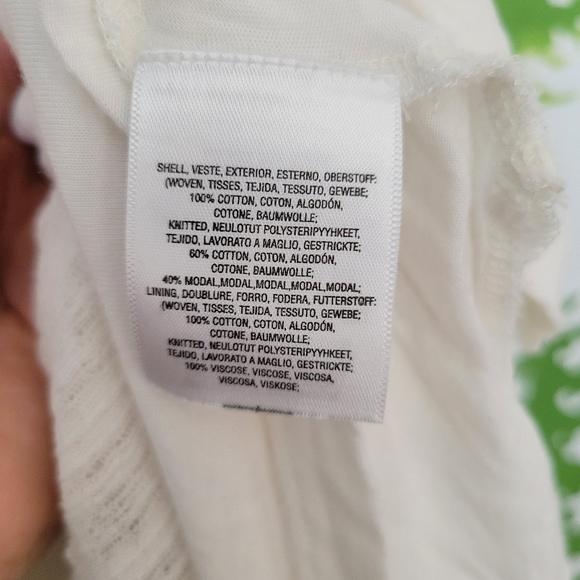 SHELL, VESTE, EXTERIOR, ESTERNO, OBERSTOFF:
(WOVEN, TISSES, TEJIDA, TESSUTO, GEWEBE;
100% COTTON, COTON, ALGODÓN,
COTONE, BAUMWOLLE;
KNITTED, NEULOTUT POLYSTERIPYYHKEET,
TEJIDO, LAVORATO A MAGLIO, GESTRICKTE;
60% COTTON, COTON, ALGODÓN,
COTONE, BAUMWOLLE;
40% MODAL,MODAL,MODAL,MODAL,MODAL;
LINING, DOUBLURE, FORRO, FODERA, FUTTERSTOFF:
(WOVEN, TISSES, TEJIDA, TESSUTO, GEWEBE;
100% COTTON, COTON, ALGODÓN,
COTONE, BAUMWOLLE;
KNITTED, NEULOTUT POLYSTERIPYYHKEET,
TEJIDO, LAVORATO A MAGLIO, GESTRICKTE;
100% VISCOSE, VISCOSE, VISCOSA,
VISCOSA, VISKOSE;